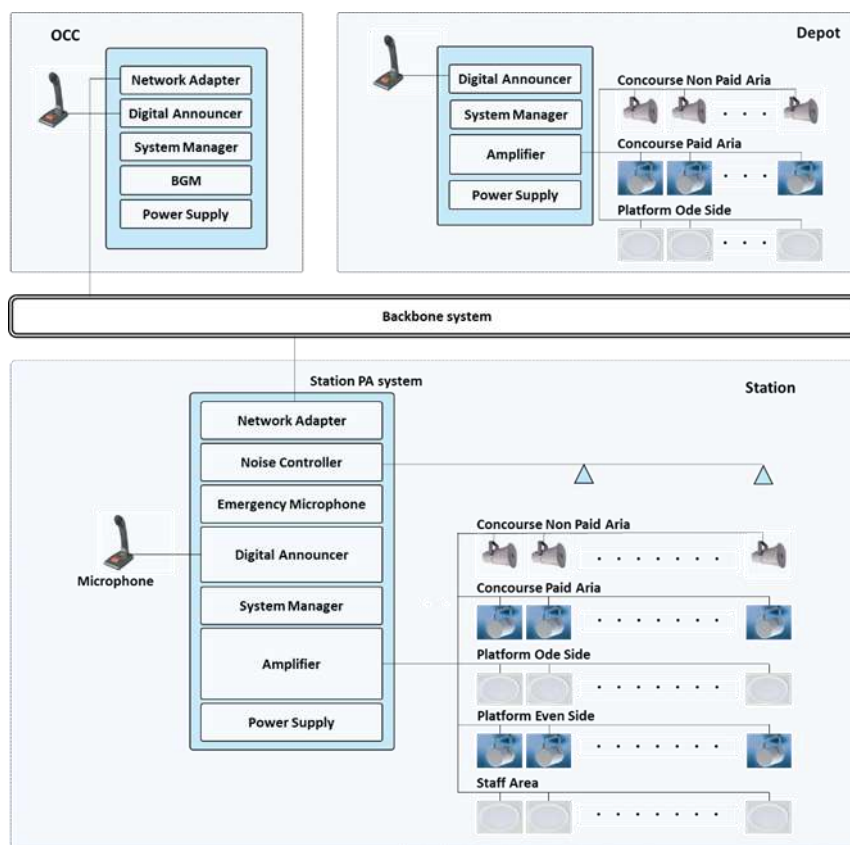 OCC
Network Adapter
Digital Announcer
System Manager
BGM
Power Supply
Depot
Digital Announcer
System Manager
Amplifier
Power Supply
Concourse Non Paid Aria
Concourse Paid Aria
Platform Ode Side
Backbone system
Station PA system
Station
Network Adapter
Noise Controller
Emergency Microphone
Digital Announcer
System Manager
Amplifier
Power Supply
Microphone
Concourse Non Paid Aria
Concourse Paid Aria
Platform Ode Side
Platform Even Side
Staff Area